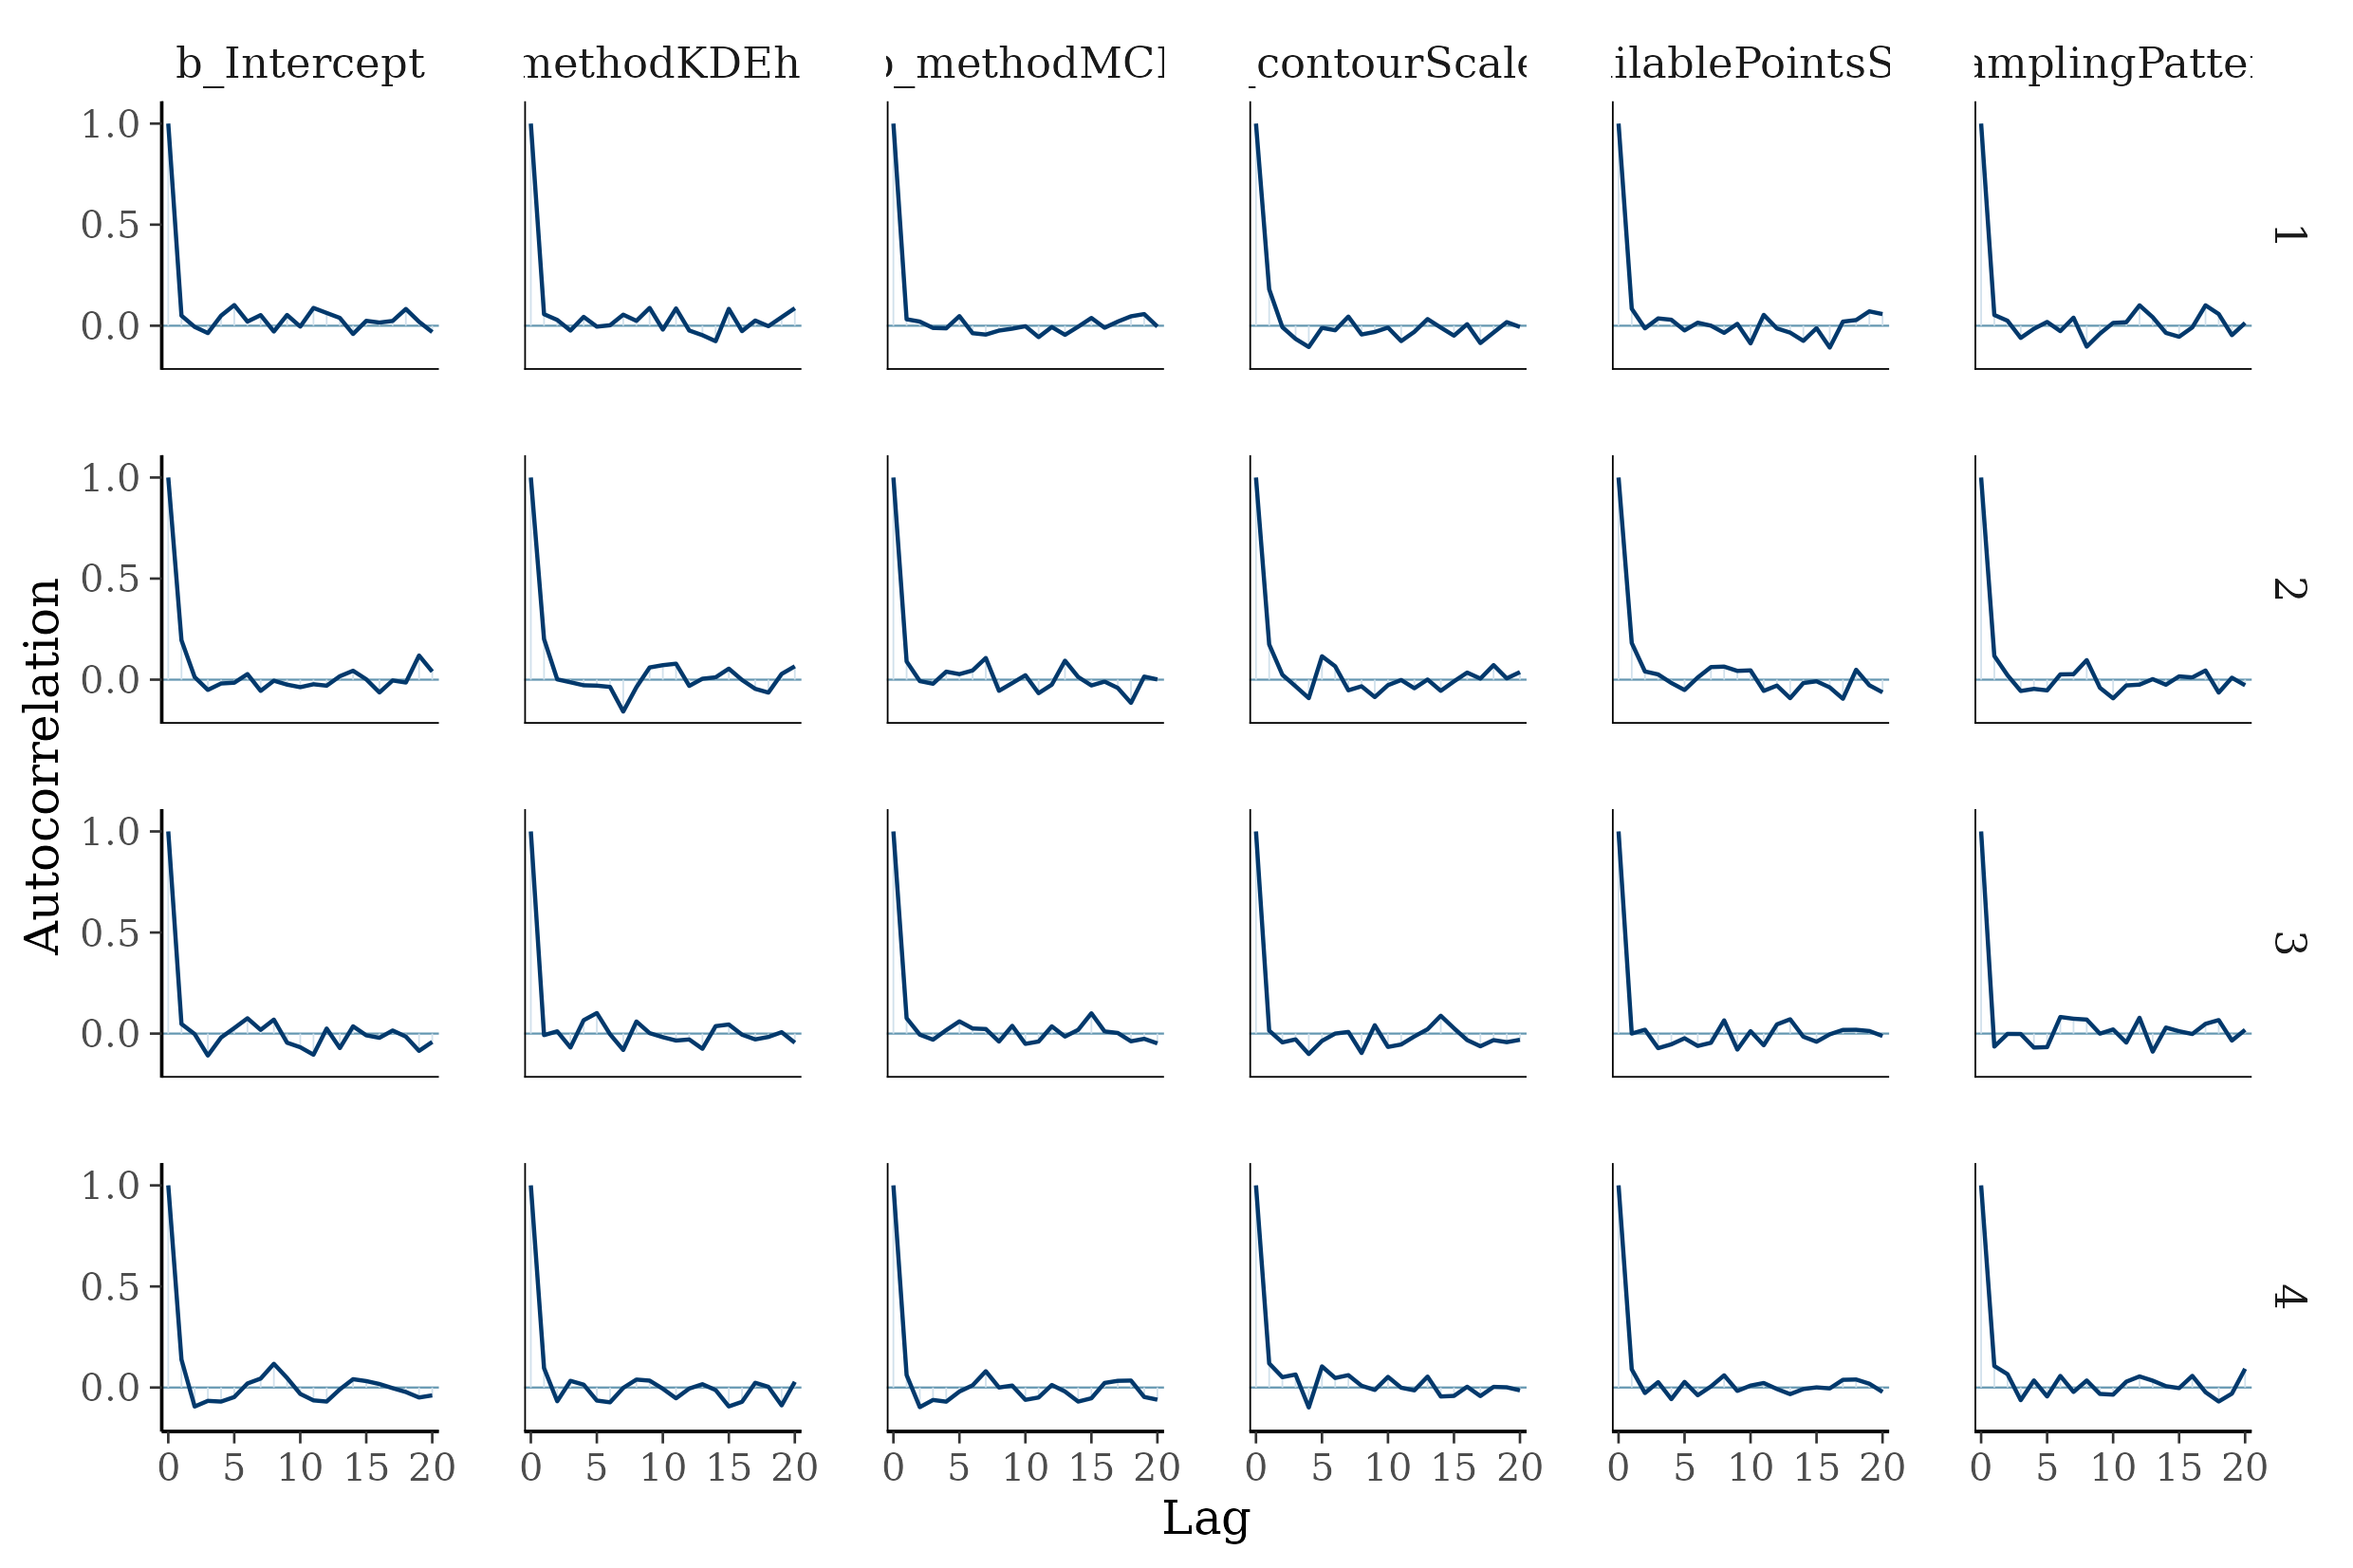 b_Intercept methodKDEh b_methodMC _contourScale ilablePointsS amplingPatter
1.0 0.5 0.0 1
1.0 0.5 0.0 2
1.0 0.5 0.0 3
1.0 0.5 0.0 4
Autocorrelation
0 5 10 15 20 0 5 10 15 20 0 5 10 15 20 0 5 10 15 20 0 5 10 15 20 0 5 10 15 20
Lag